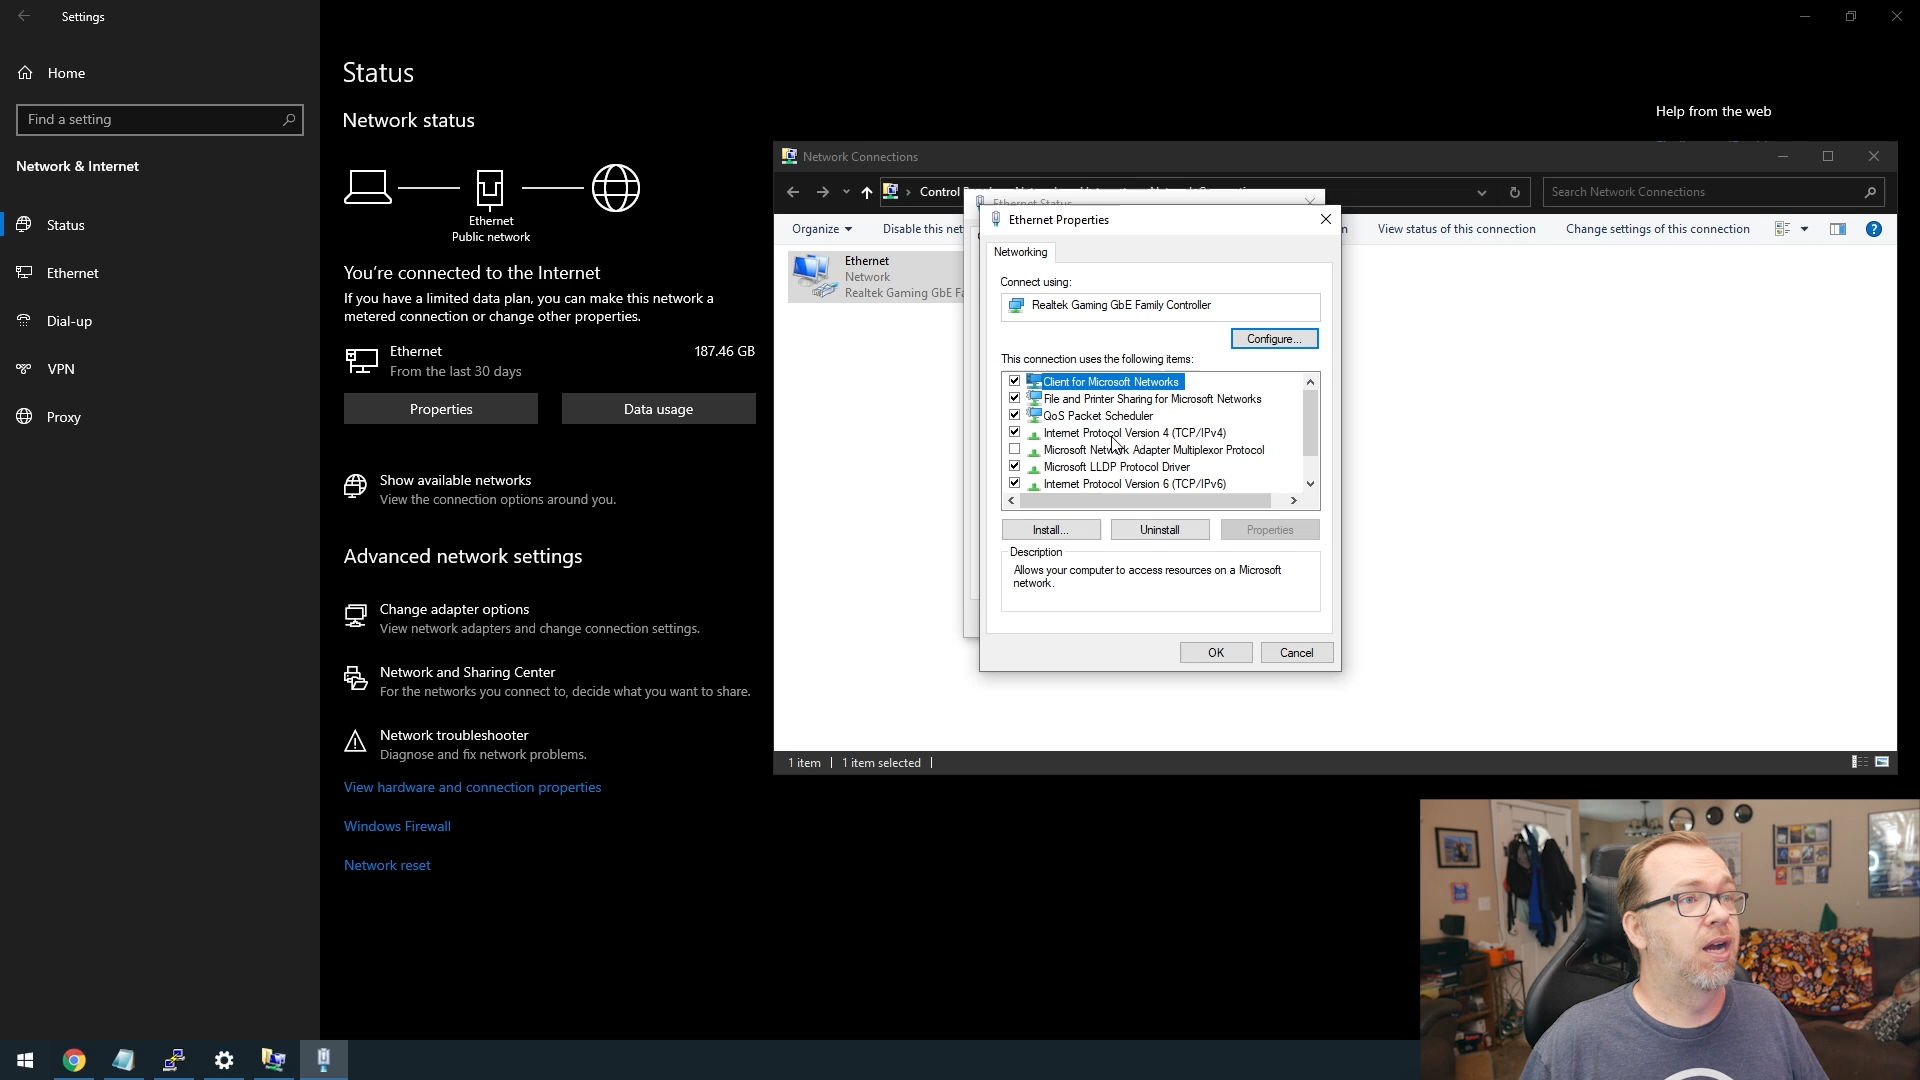 Settings
Home
Find a setting
Network & Internet
Status
Ethernet
Dial-up
VPN
Proxy
Status
Network status
Ethernet
Public network
You're connected to the Internet
If you have a limited data plan, you can make this network a
metered connection or change other properties.
Ethernet
187.46 GB
From the last 30 days
Properties
Data usage
Show available networks
View the connection options around you.
Advanced network settings
Change adapter options
View network adapters and change connection settings.
Network and Sharing Center
For the networks you connect to, decide what you want to share.
Network troubleshooter
Diagnose and fix network problems.
View hardware and connection properties
Windows Firewall
Network reset
Help from the web
Network Connections
Control
Search Network Connections
Organize
Disable this net
View status of this connection
Change settings of this connection
Ethernet
Network
Realtek Gaming GbE Fa
1 item
1 item selected
Ethernet Status
Ethernet Properties
Networking
Connect using:
Realtek Gaming GbE Family Controller
Configure...
This connection uses the following items:
Client for Microsoft Networks
File and Printer Sharing for Microsoft Networks
QoS Packet Scheduler
Internet Protocol Version 4 (TCP/IPv4)
Microsoft Network Adapter Multiplexor Protocol
Microsoft LLDP Protocol Driver
Internet Protocol Version 6 (TCP/IPv6)
Install...
Uninstall
Properties
Description
Allows your computer to access resources on a Microsoft
network.
OK
Cancel